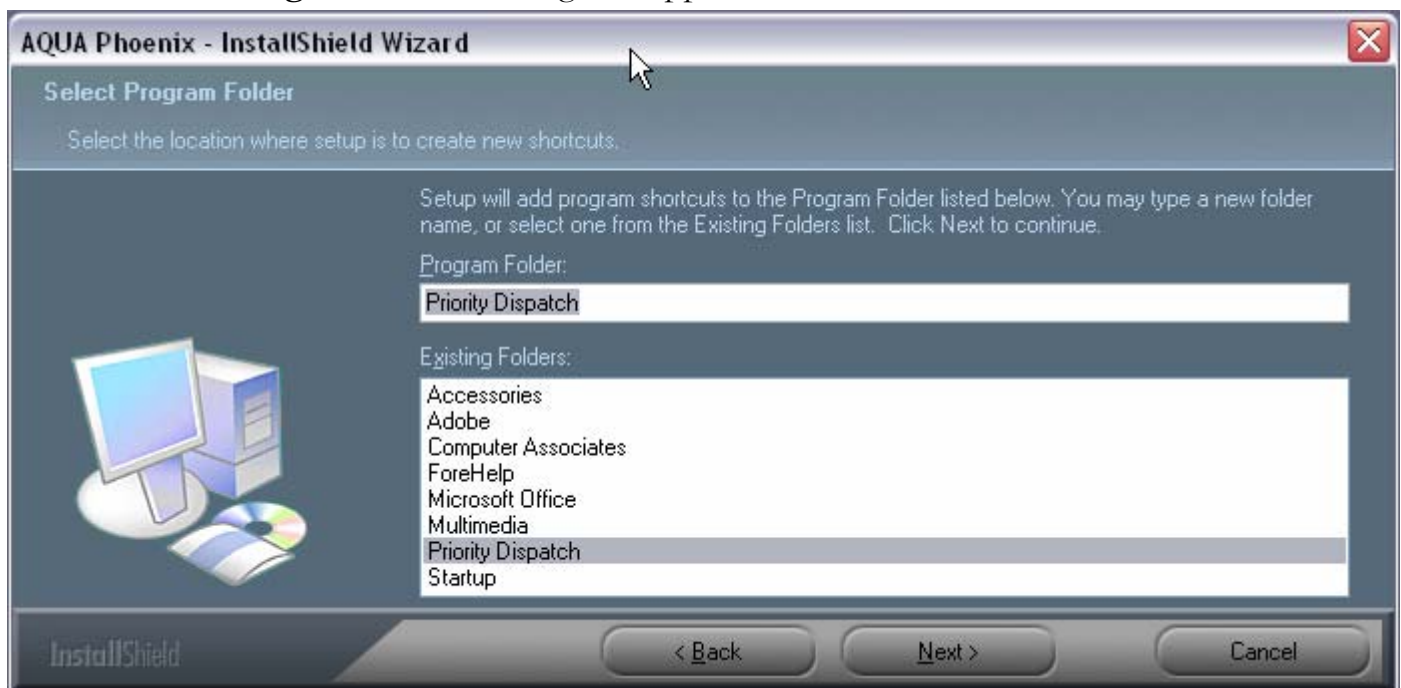 AQUA Phoenix - InstallShield Wizard
Select Program Folder
Select the location where setup is to create new shortcuts.
Setup will add program shortcuts to the Program Folder listed below. You may type a new folder
name, or select one from the Existing Folders list. Click Next to continue.
Program Folder:
Priority Dispatch
Existing Folders:
Accessories
Adobe
Computer Associates
ForeHelp
Microsoft Office
Multimedia
Priority Dispatch
Startup
InstallShield
< Back
Next >
Cancel